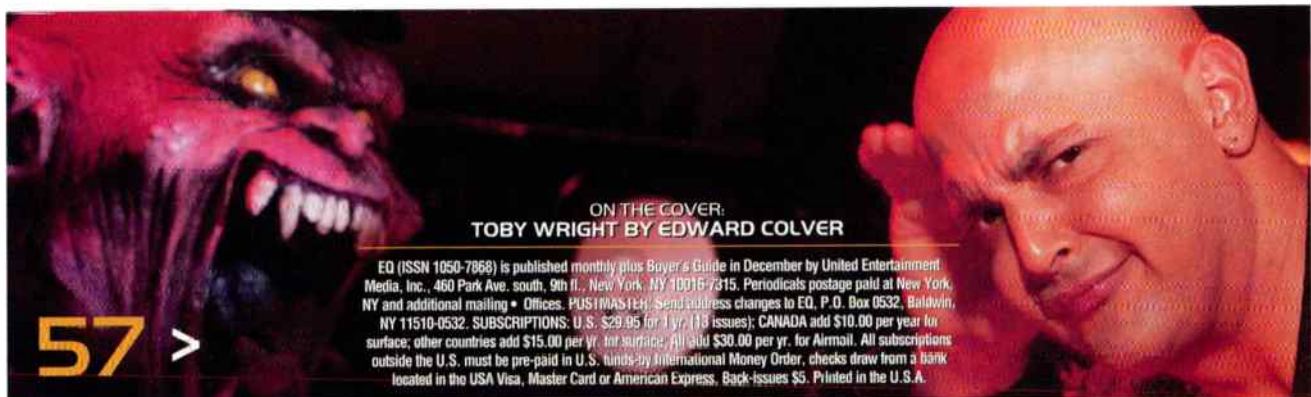 ON THE COVER:
TOBY WRIGHT BY EDWARD COLVER
EQ (ISSN 1050-7868) is published monthly plus Buyer's Guide in December by United Entertainment
Media, Inc., 460 Park Ave. south, 9th fl., New York, NY 10016-7315. Periodicals postage paid at New York,
NY and additional mailing • Offices. POSTMASTER: Send address changes to EQ, P.O. Box 0532, Baldwin,
NY 11510-0532. SUBSCRIPTIONS: U.S. $29.95 for 1 yr. (13 issues); CANADA add $10.00 per year for
surface; other countries add $15.00 per yr. for surface; All add $30.00 per yr. for Airmail. All subscriptions
outside the U.S. must be pre-paid in U.S. funds-by International Money Order, checks draw from a bank
located in the USA Visa, Master Card or American Express. Back-issues $5. Printed in the U.S.A.
57 >